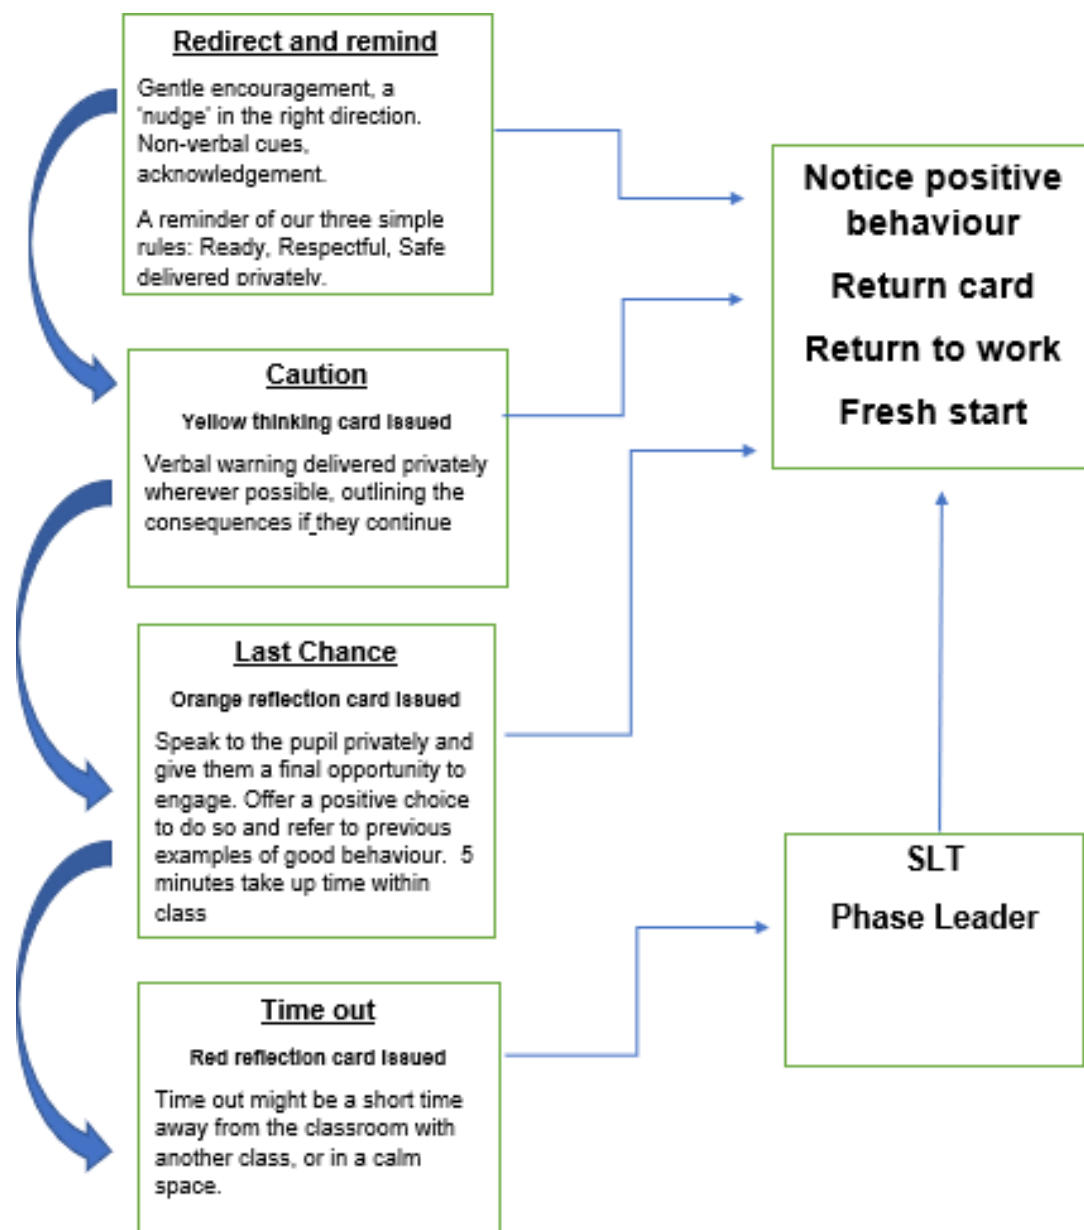 Redirect and remind
Gentle encouragement, a
'nudge' in the right direction.
Non-verbal cues,
acknowledgement.
A reminder of our three simple
rules: Ready, Respectful, Safe
delivered privately.
Caution
Yellow thinking card issued
Verbal warning delivered privately
wherever possible, outlining the
consequences if they continue
Last Chance
Orange reflection card issued
Speak to the pupil privately and
give them a final opportunity to
engage. Offer a positive choice
to do so and refer to previous
examples of good behaviour. 5
minutes take up time within
class
Time out
Red reflection card issued
Time out might be a short time
away from the classroom with
another class, or in a calm
space.
Notice positive
behaviour
Return card
Return to work
Fresh start
SLT
Phase Leader